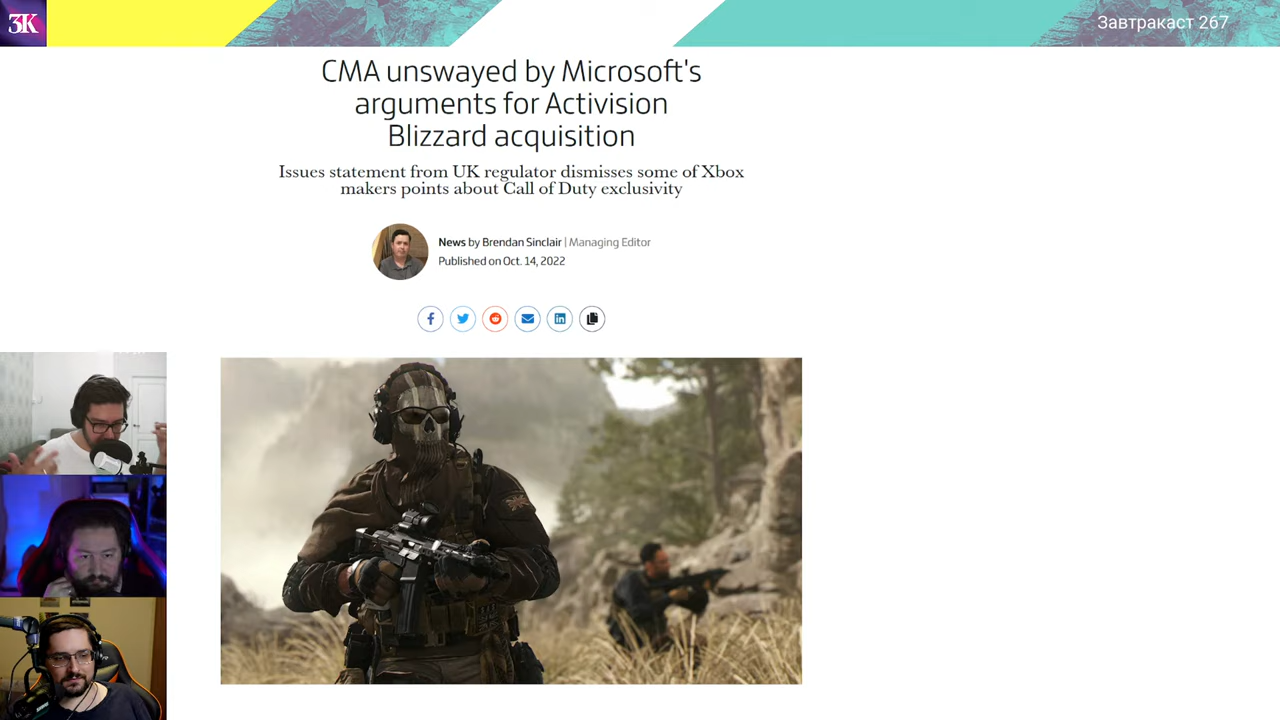 ЗК
Завтракаст 267
CMA unswayed by Microsoft's
arguments for Activision
Blizzard acquisition
Issues statement from UK regulator dismisses some of Xbox
makers points about Call of Duty exclusivity
News by Brendan Sinclair | Managing Editor
Published on Oct. 14, 2022